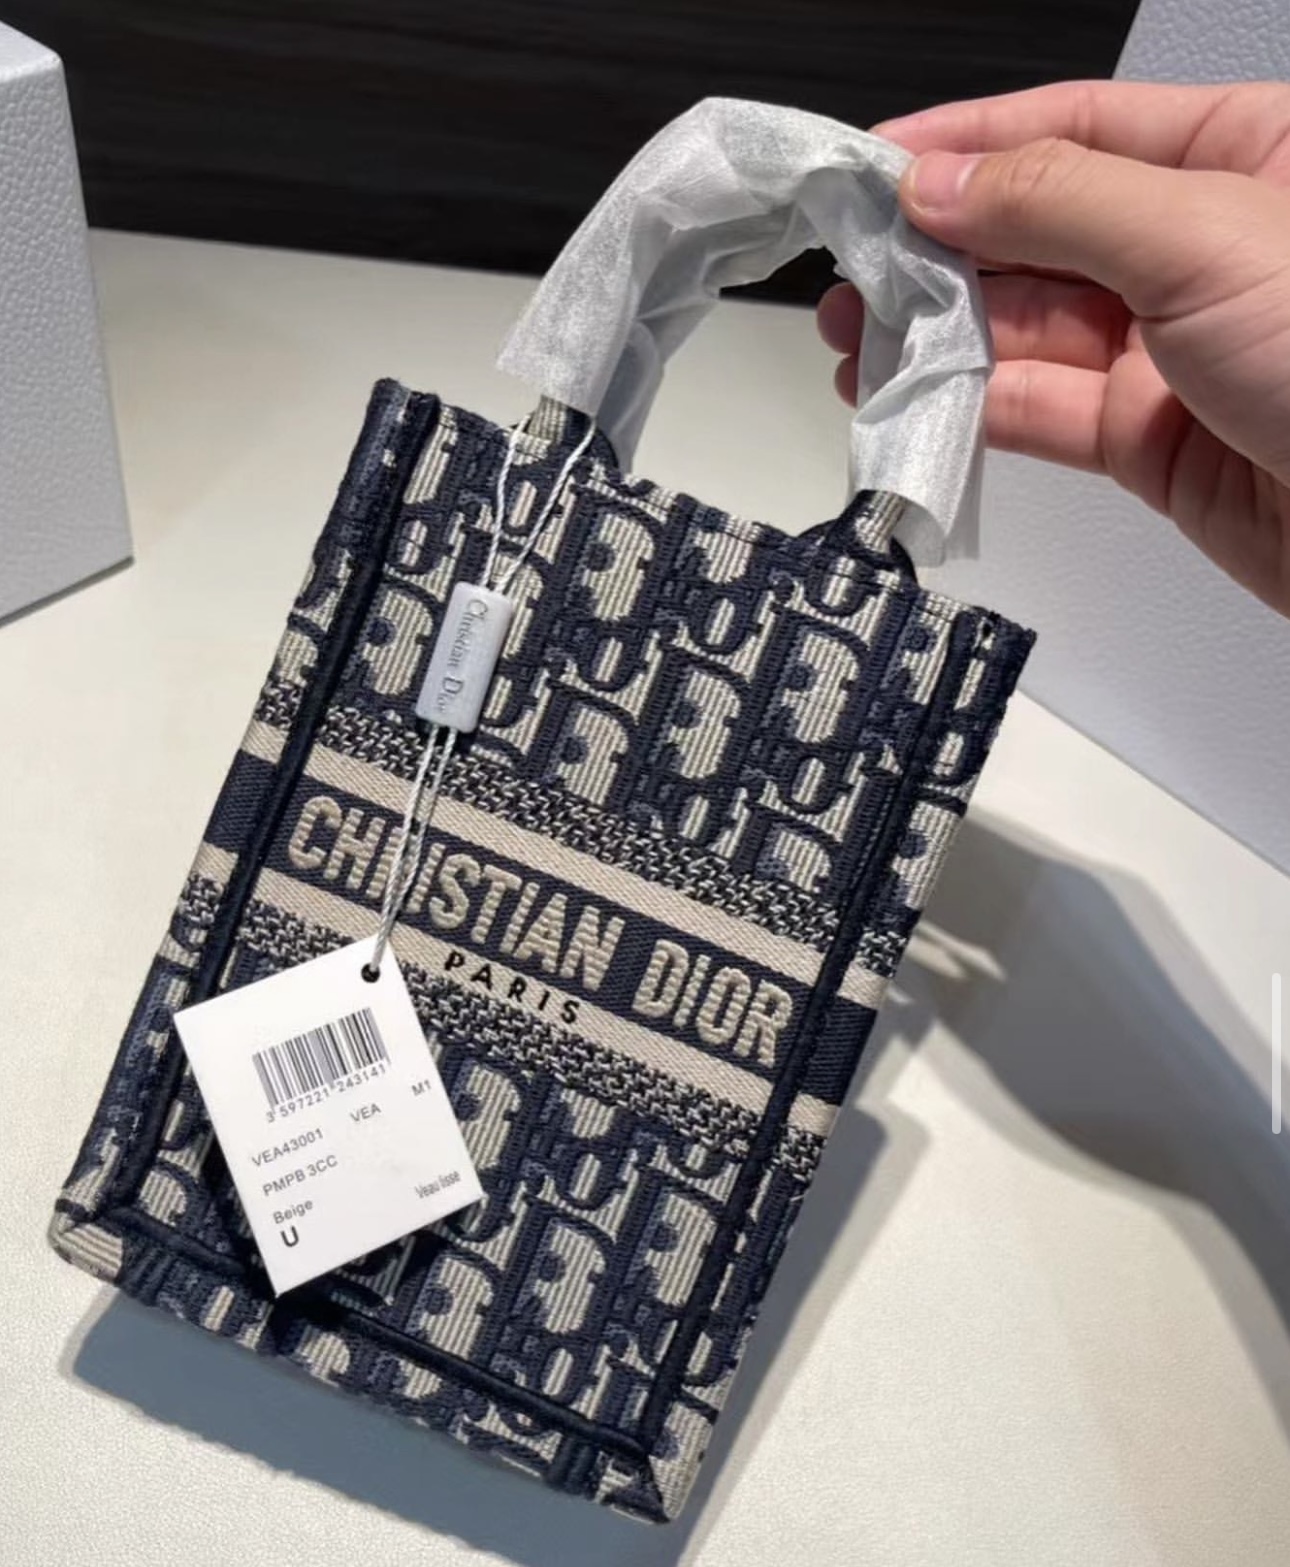 Christian Dior
CHRISTIAN DIOR
PARIS
3 597221 243141
VEA43001 VEA M1
PMPB 3CC
Beige Veau lisse
U